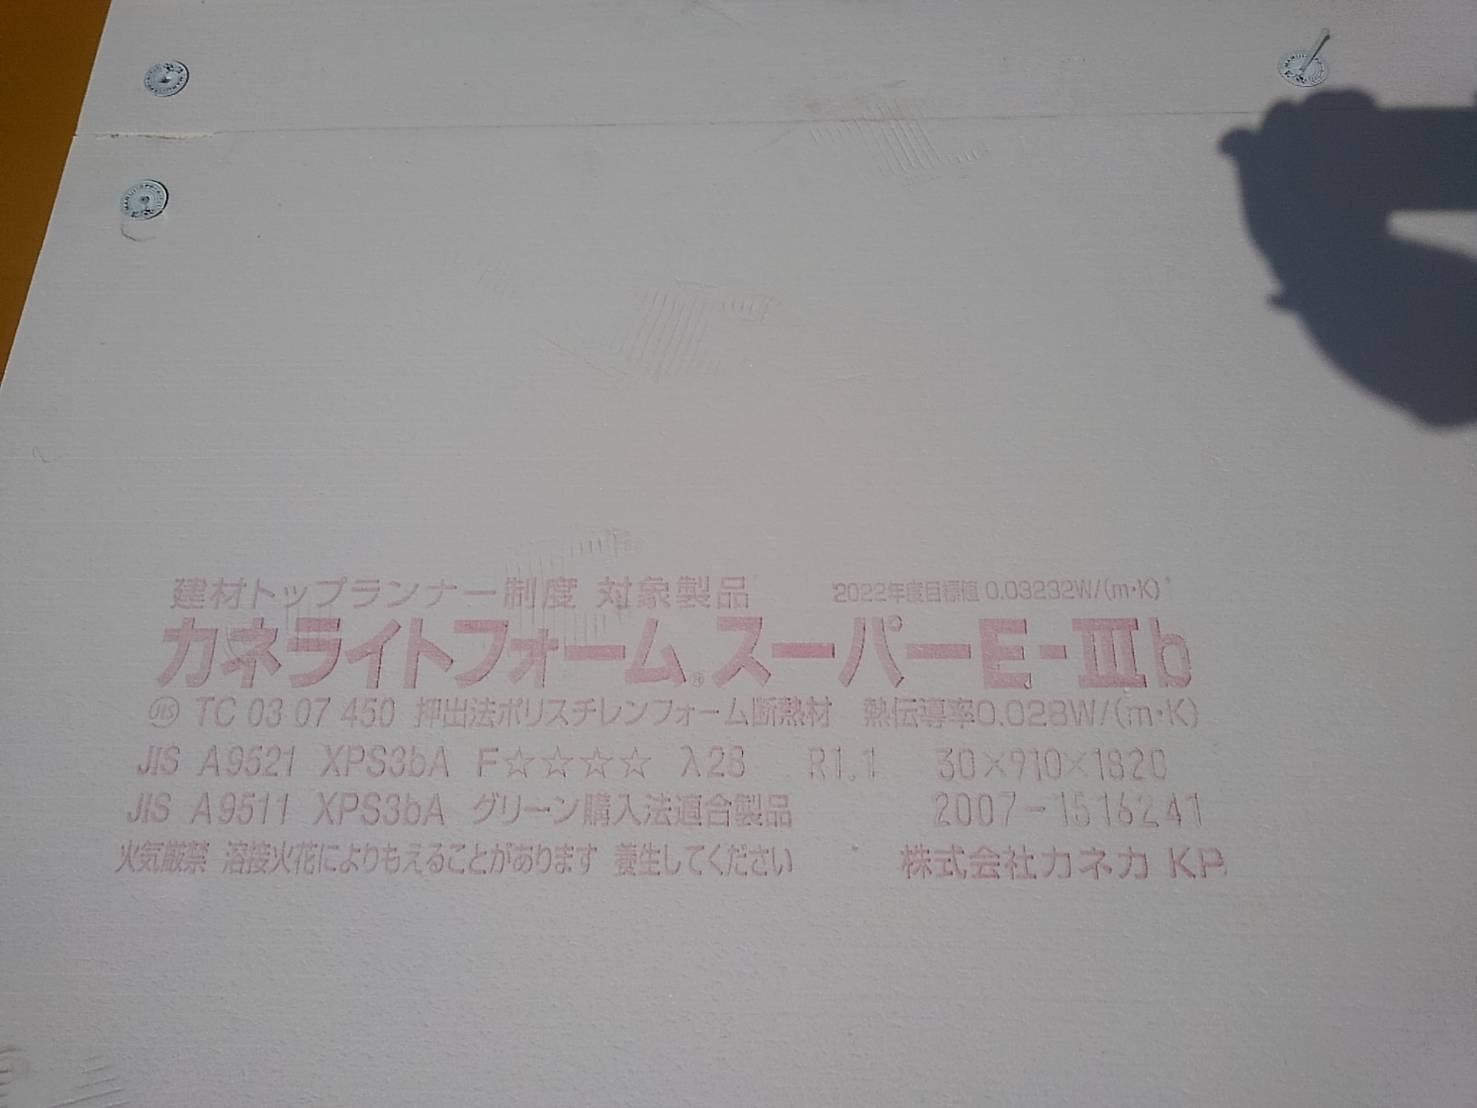 建材トップランナー制度 対象製品 2022年度目標値 0.03232W/(m・K)
カネライトフォーム® スーパーE-Ⅲb
JIS TC 03 07 450 押出法ポリスチレンフォーム断熱材 熱伝導率0.028W/(m・K)
JIS A9521 XPS3bA F☆☆☆☆ λ28 R1.1 30×910×1820
JIS A9511 XPS3bA グリーン購入法適合製品 2007-1516241
火気厳禁 溶接火花によりもえることがあります 養生してください 株式会社カネカ KP